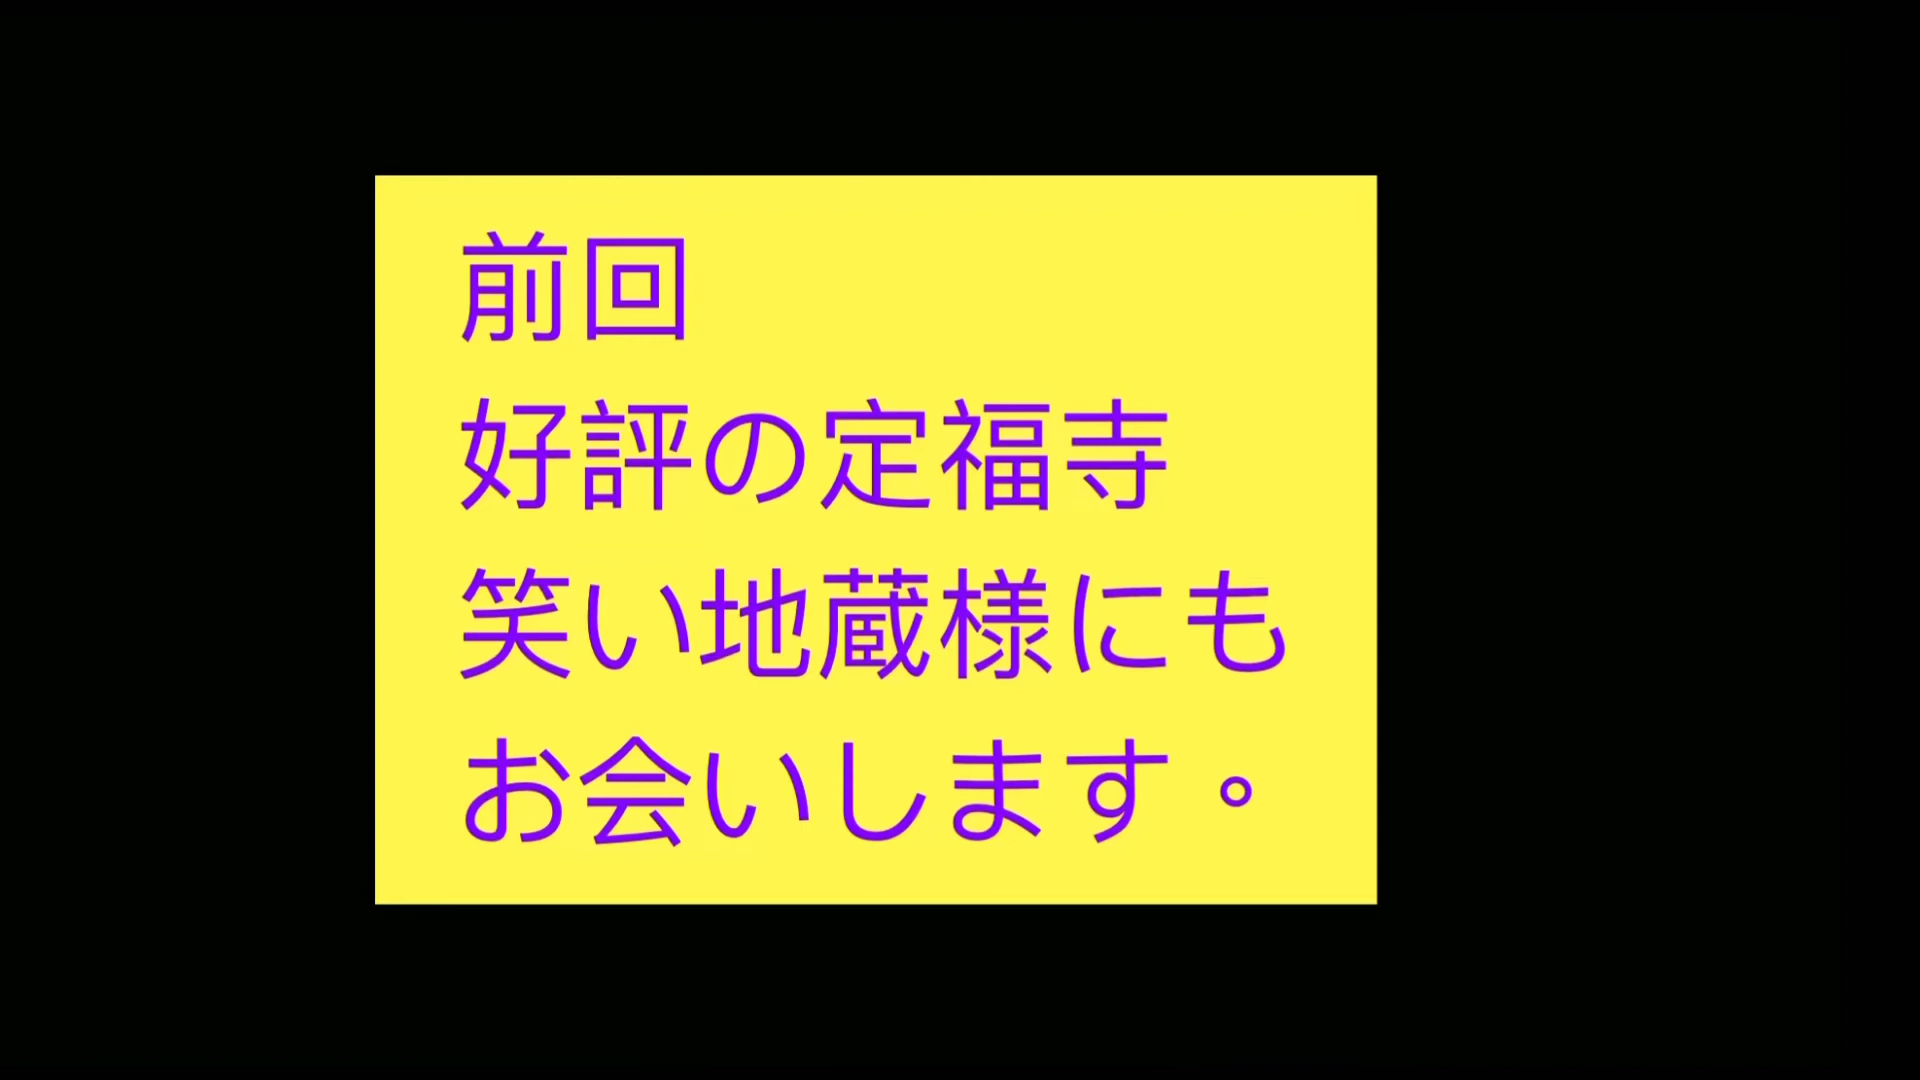 前回
好評の定福寺
笑い地蔵様にも
お会いします。